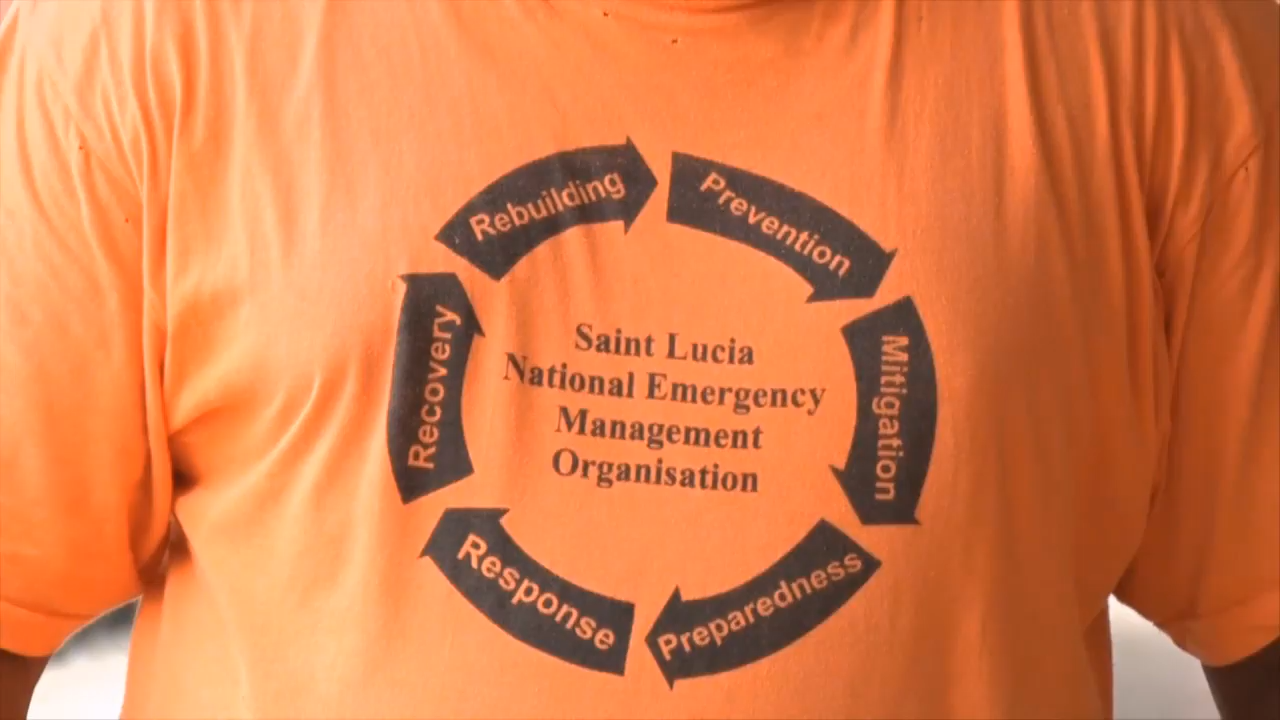 Rebuilding
Prevention
Mitigation
Preparedness
Response
Recovery
Saint Lucia
National Emergency
Management
Organisation